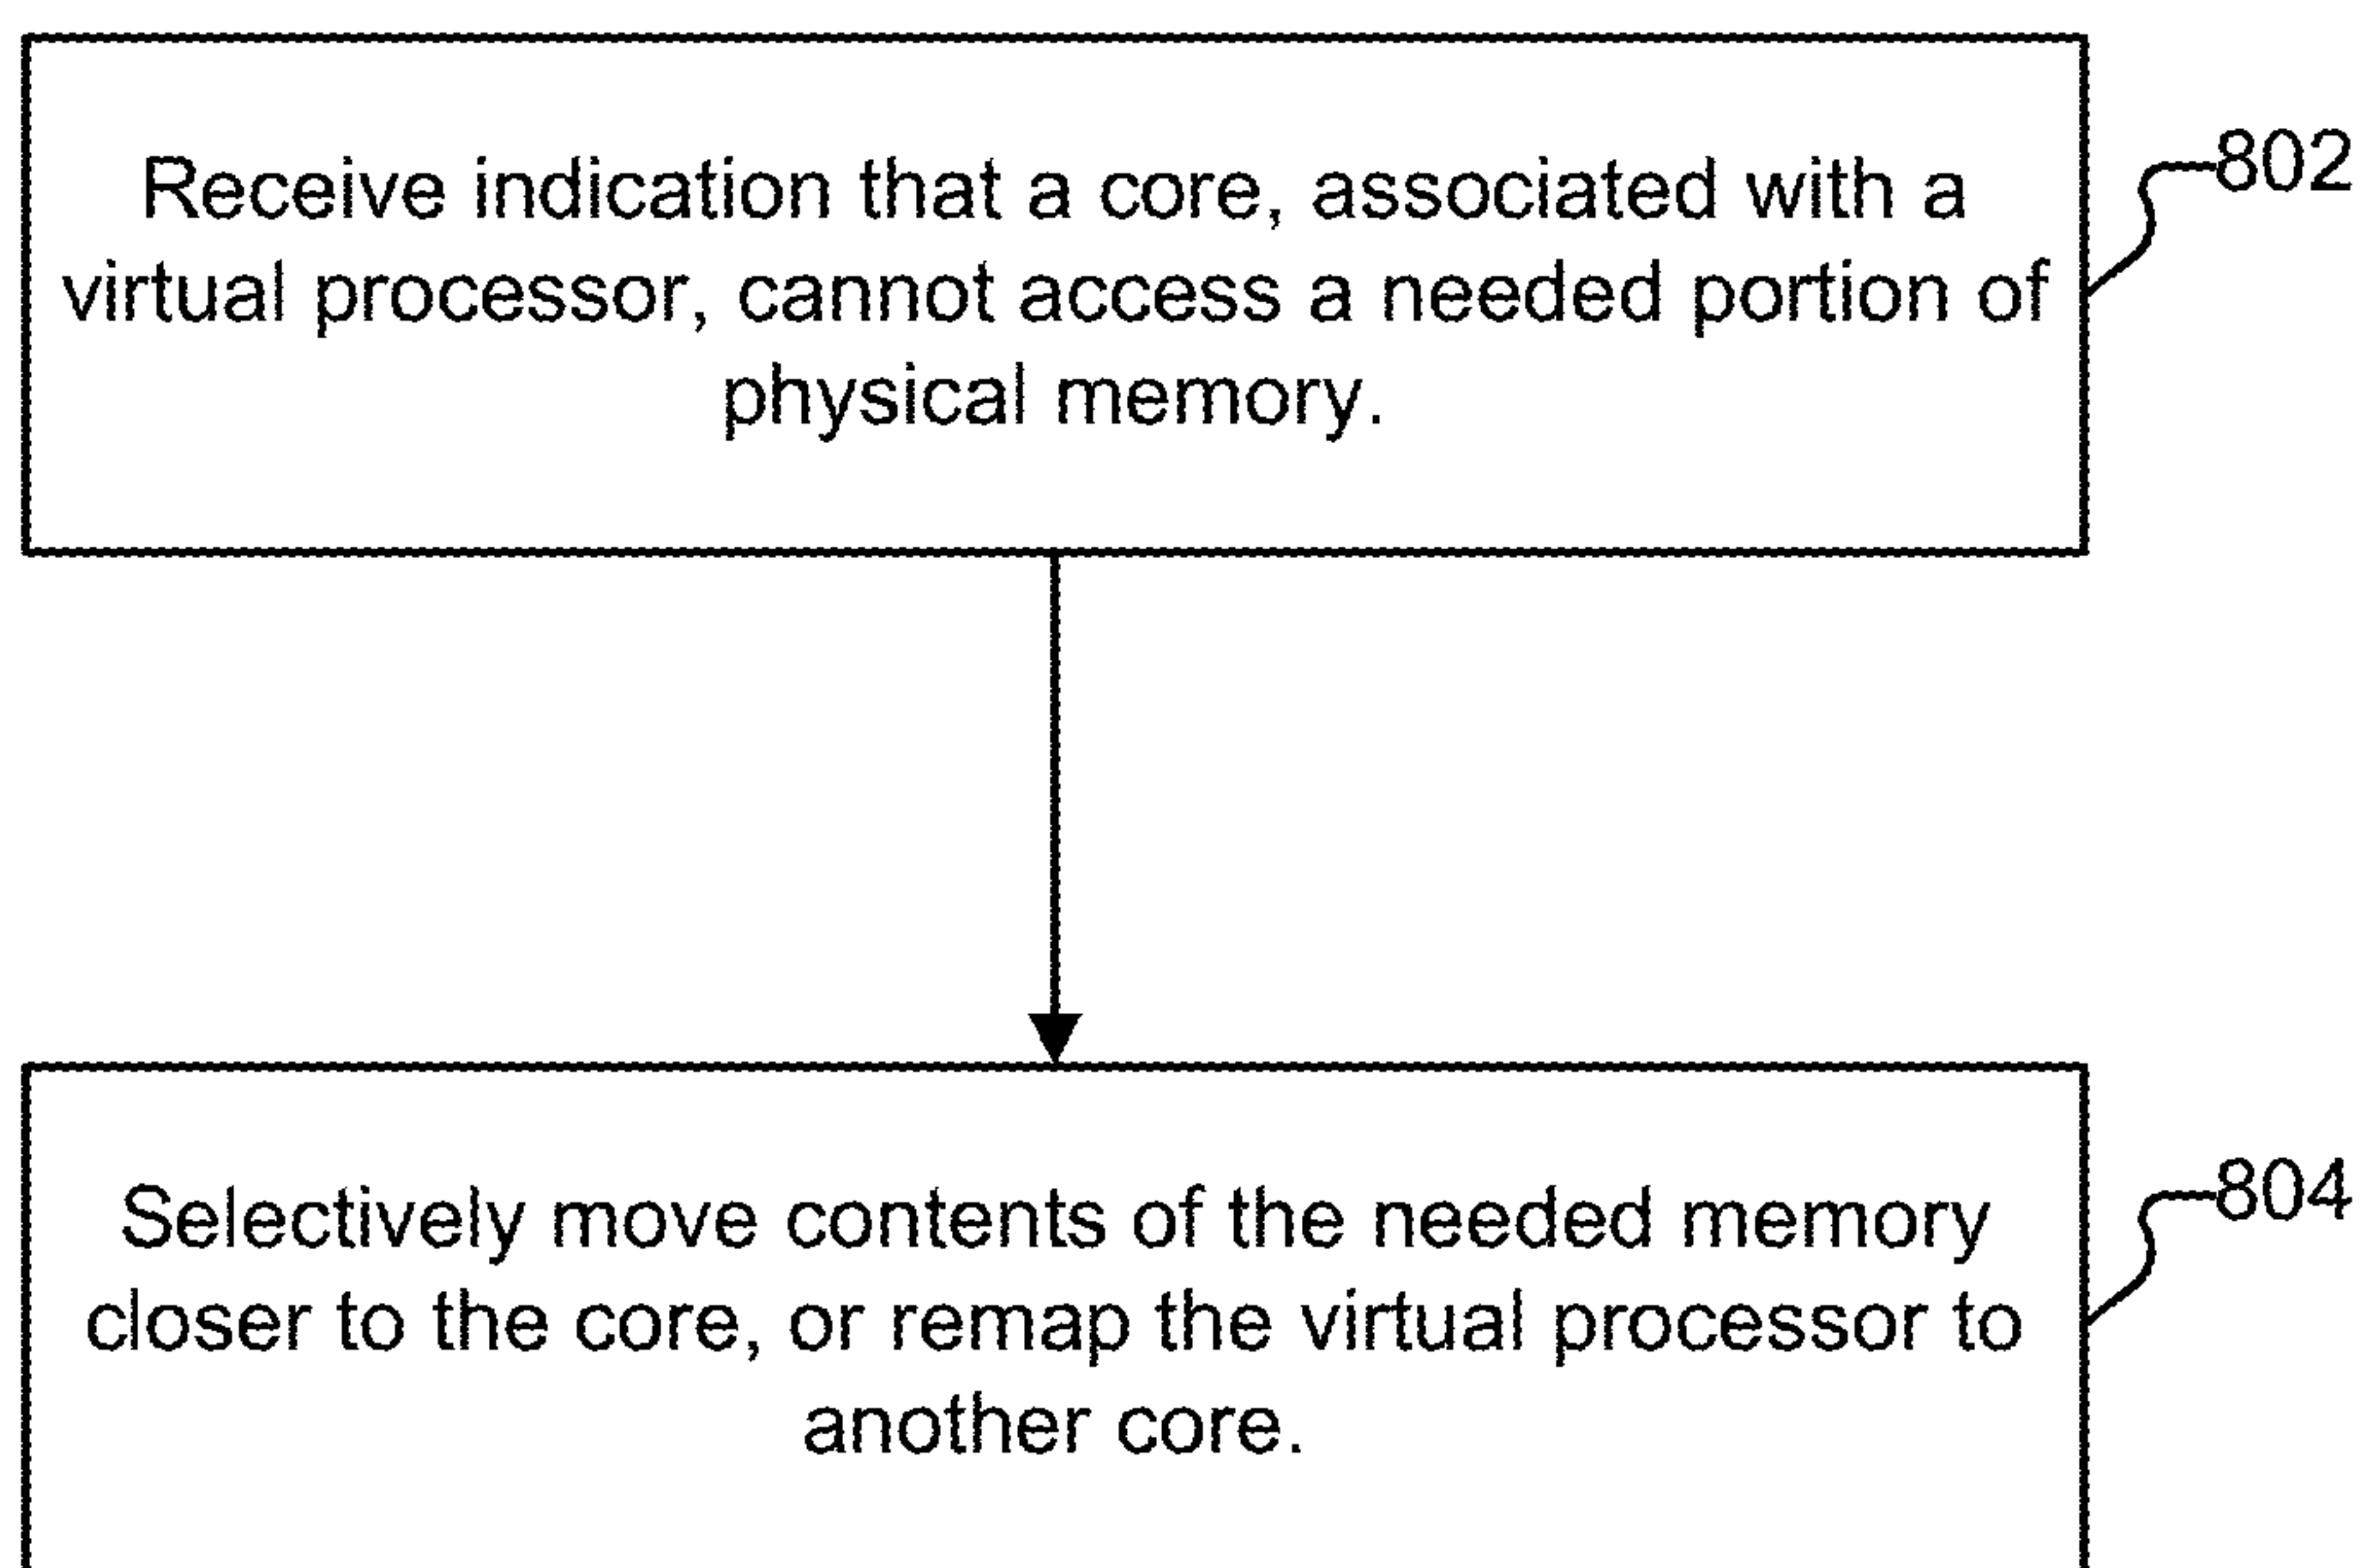 Receive indication that a core, associated with a
virtual processor, cannot access a needed portion of
physical memory.
802
Selectively move contents of the needed memory
closer to the core, or remap the virtual processor to
another core.
804